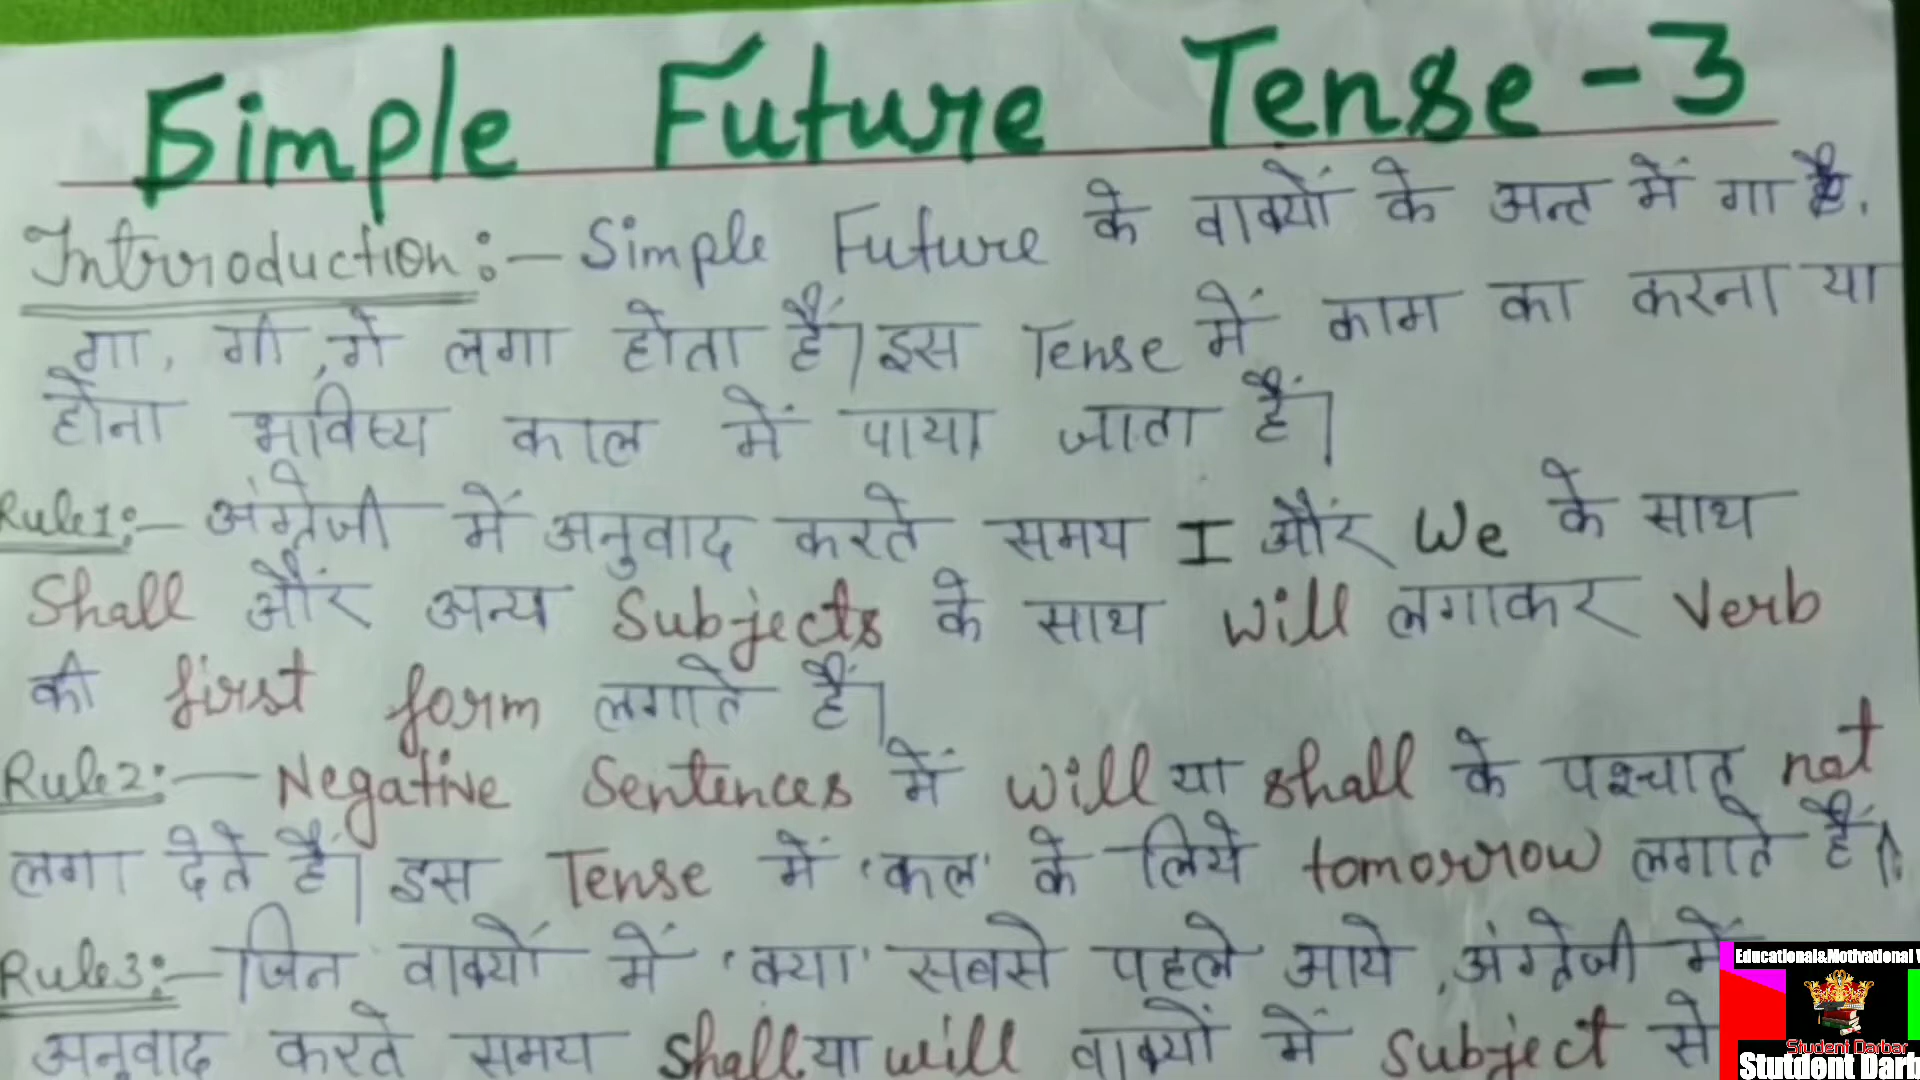 Simple Future Tense - 3
Introduction:- Simple Future के वाक्यों के अन्त में गा है,
गा, गी, गे लगा होता हैं। इस Tense में काम का करना या
होना भविष्य काल में पाया जाता हैं।
Rule1:- अंग्रेजी में अनुवाद करते समय I और We के साथ
Shall और अन्य Subjects के साथ will लगाकर Verb
की first form लगाते हैं।
Rule2:- Negative Sentences में will या shall के पश्चात् not
लगा देते हैं। इस Tense में 'कल' के लिये tomorrow लगाते हैं।
Rule3:- जिन वाक्यों में 'क्या' सबसे पहले आये, अंग्रेजी में
अनुवाद करते समय shall या will वाक्यों में Subject से
Educational&Motivational V
Student Darbar
Stutdent Darb